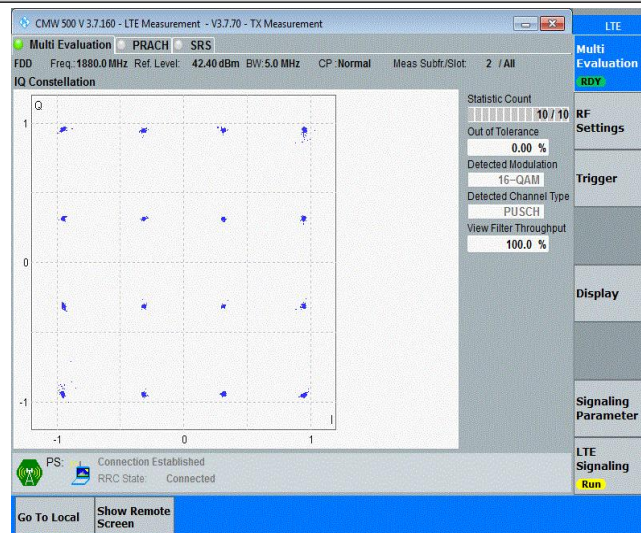 CMW 500 V 3.7.160 - LTE Measurement - V3.7.70 - TX Measurement
LTE
Multi Evaluation PRACH SRS
Multi
Evaluation
RDY
FDD Freq.:1880.0 MHz Ref. Level: 42.40 dBm BW:5.0 MHz CP :Normal Meas Subfr./Slot: 2 / All
IQ Constellation
Q
1
0
-1
-1 0 1
I
Statistic Count
10 / 10
Out of Tolerance
0.00 %
Detected Modulation
16-QAM
Detected Channel Type
PUSCH
View Filter Throughput
100.0 %
RF
Settings
Trigger
Display
Signaling
Parameter
LTE
Signaling
Run
PS: Connection Established
RRC State: Connected
Go To Local
Show Remote
Screen